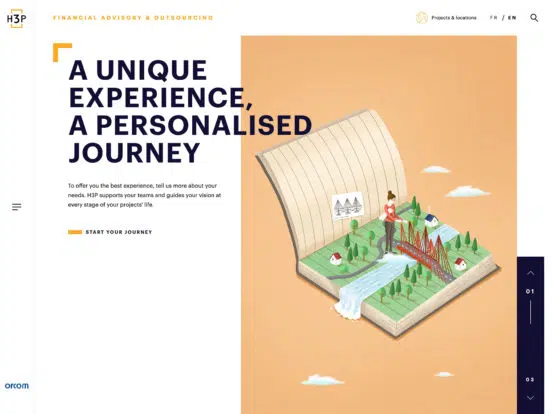 H3P
FINANCIAL ADVISORY & OUTSOURCING
Projects & locations
FR / EN
A UNIQUE
EXPERIENCE,
A PERSONALISED
JOURNEY
To offer you the best experience, tell us more about your
needs. H3P supports your teams and guides your vision at
every stage of your projects' life.
START YOUR JOURNEY
01
03
orcom